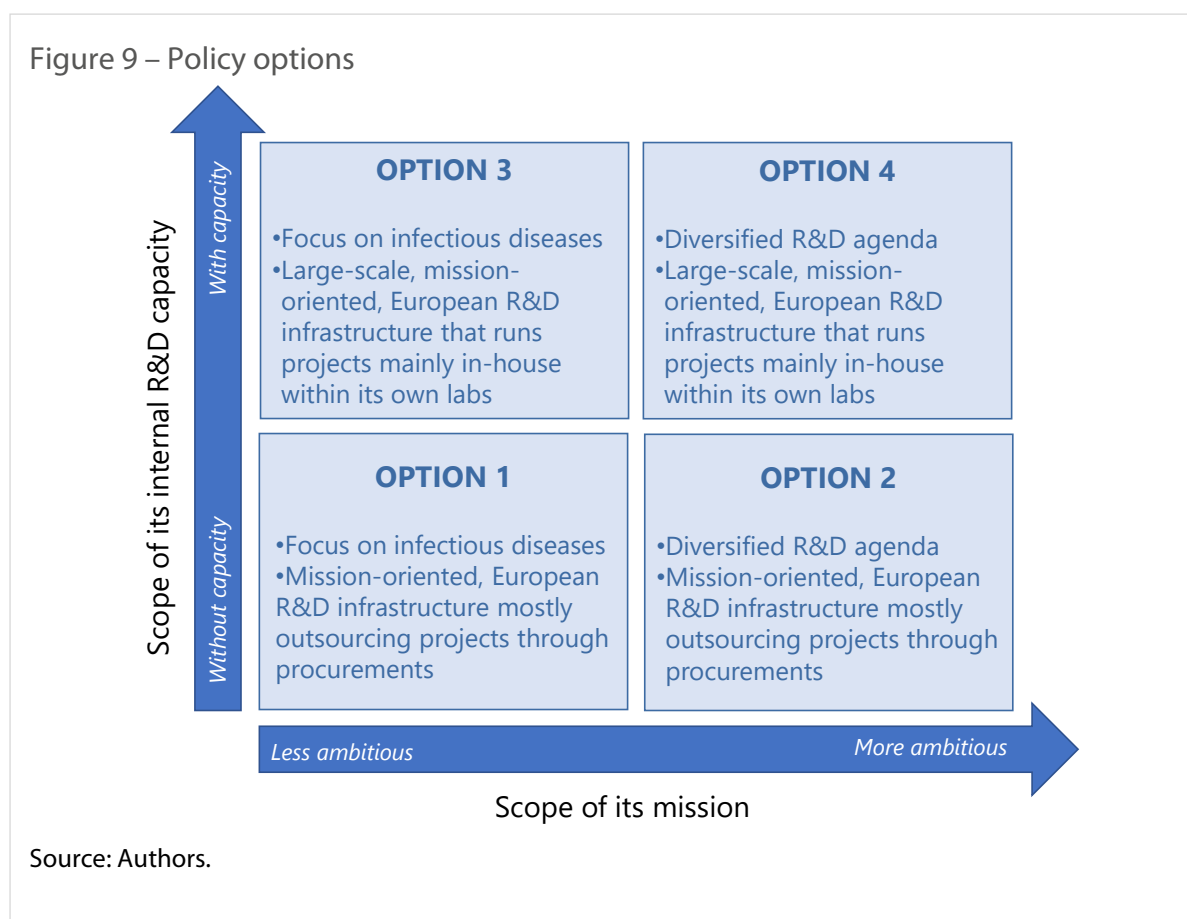 Figure 9 – Policy options
Scope of its internal R&D capacity
With capacity
Without capacity
OPTION 3
•Focus on infectious diseases
•Large-scale, mission-
oriented, European R&D
infrastructure that runs
projects mainly in-house
within its own labs
OPTION 4
•Diversified R&D agenda
•Large-scale, mission-
oriented, European R&D
infrastructure that runs
projects mainly in-house
within its own labs
OPTION 1
•Focus on infectious diseases
•Mission-oriented, European
R&D infrastructure mostly
outsourcing projects through
procurements
OPTION 2
•Diversified R&D agenda
•Mission-oriented, European
R&D infrastructure mostly
outsourcing projects through
procurements
Less ambitious
More ambitious
Scope of its mission
Source: Authors.